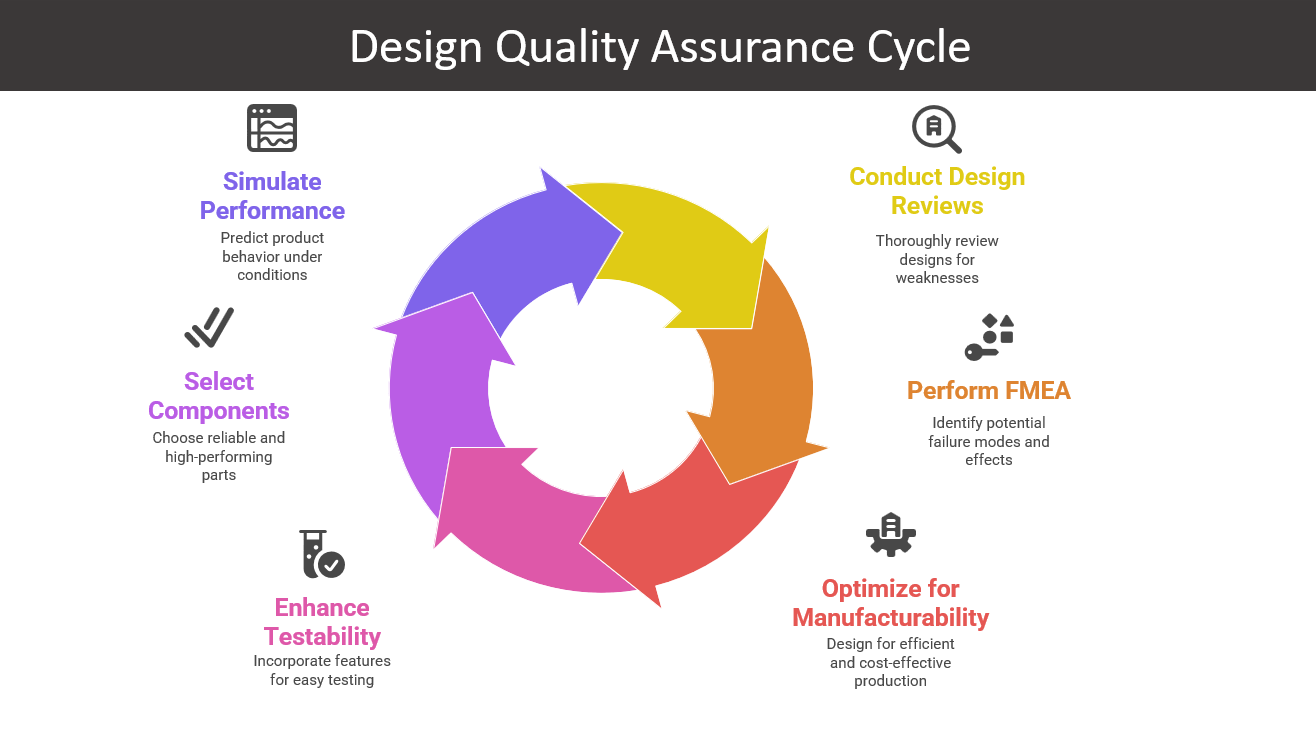 Design Quality Assurance Cycle
Simulate
Performance
Predict product
behavior under
conditions
Conduct Design
Reviews
Thoroughly review
designs for
weaknesses
Select
Components
Choose reliable and
high-performing
parts
Perform FMEA
Identify potential
failure modes and
effects
Enhance
Testability
Incorporate features
for easy testing
Optimize for
Manufacturability
Design for efficient
and cost-effective
production